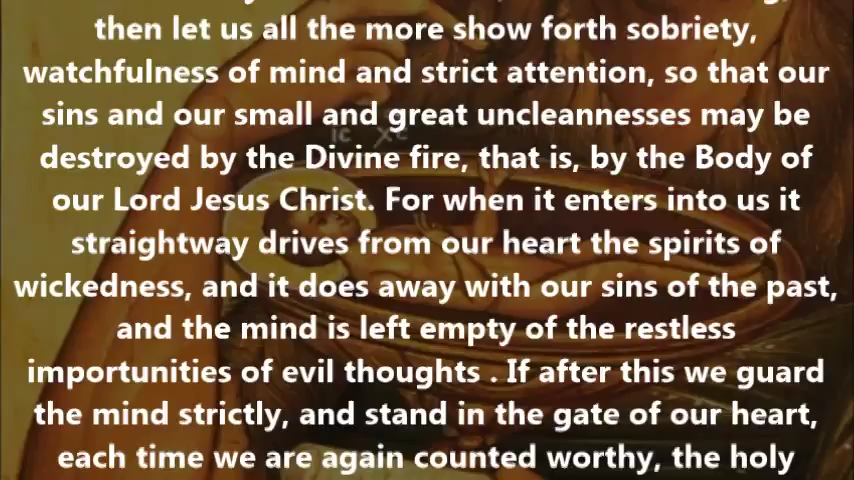 then let us all the more show forth sobriety,
watchfulness of mind and strict attention, so that our
sins and our small and great uncleannesses may be
destroyed by the Divine fire, that is, by the Body of
our Lord Jesus Christ. For when it enters into us it
straightway drives from our heart the spirits of
wickedness, and it does away with our sins of the past,
and the mind is left empty of the restless
importunities of evil thoughts . If after this we guard
the mind strictly, and stand in the gate of our heart,
each time we are again counted worthy, the holy
IC XC